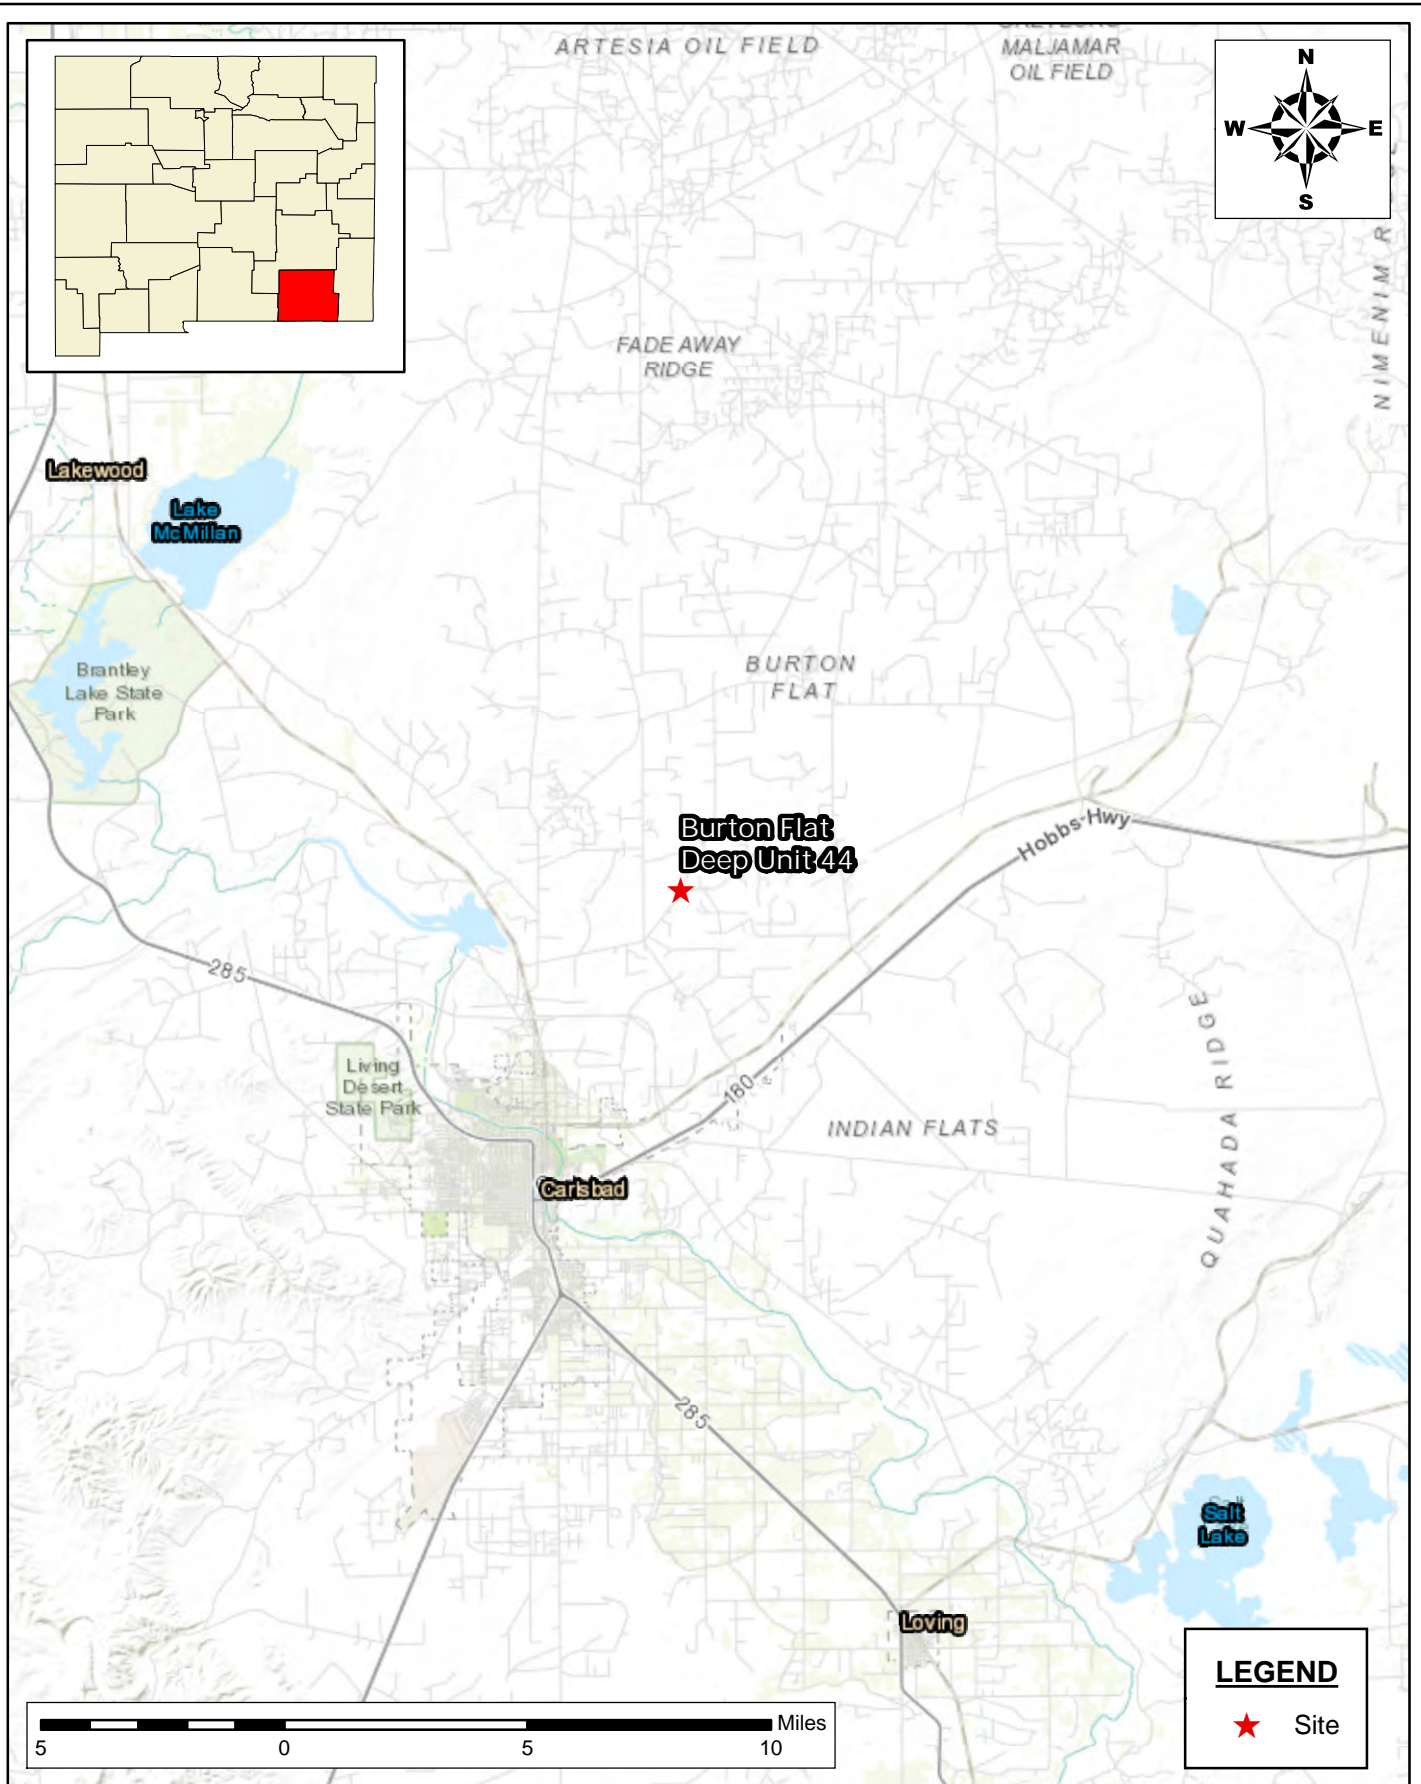 ARTESIA OIL FIELD
MALJAMAR
OIL FIELD
N
W
E
S
NIMENIM
FADE AWAY
RIDGE
Lakewood
Lake
McMillan
Brantley
Lake State
Park
BURTON
FLAT
Burton Flat
Deep Unit 44
Hobbs Hwy
285
QUAHADA RIDGE
Living
Desert
State Park
180
INDIAN FLATS
Carlsbad
285
Salt
Lake
Loving
LEGEND
Site
Miles
5
0
5
10